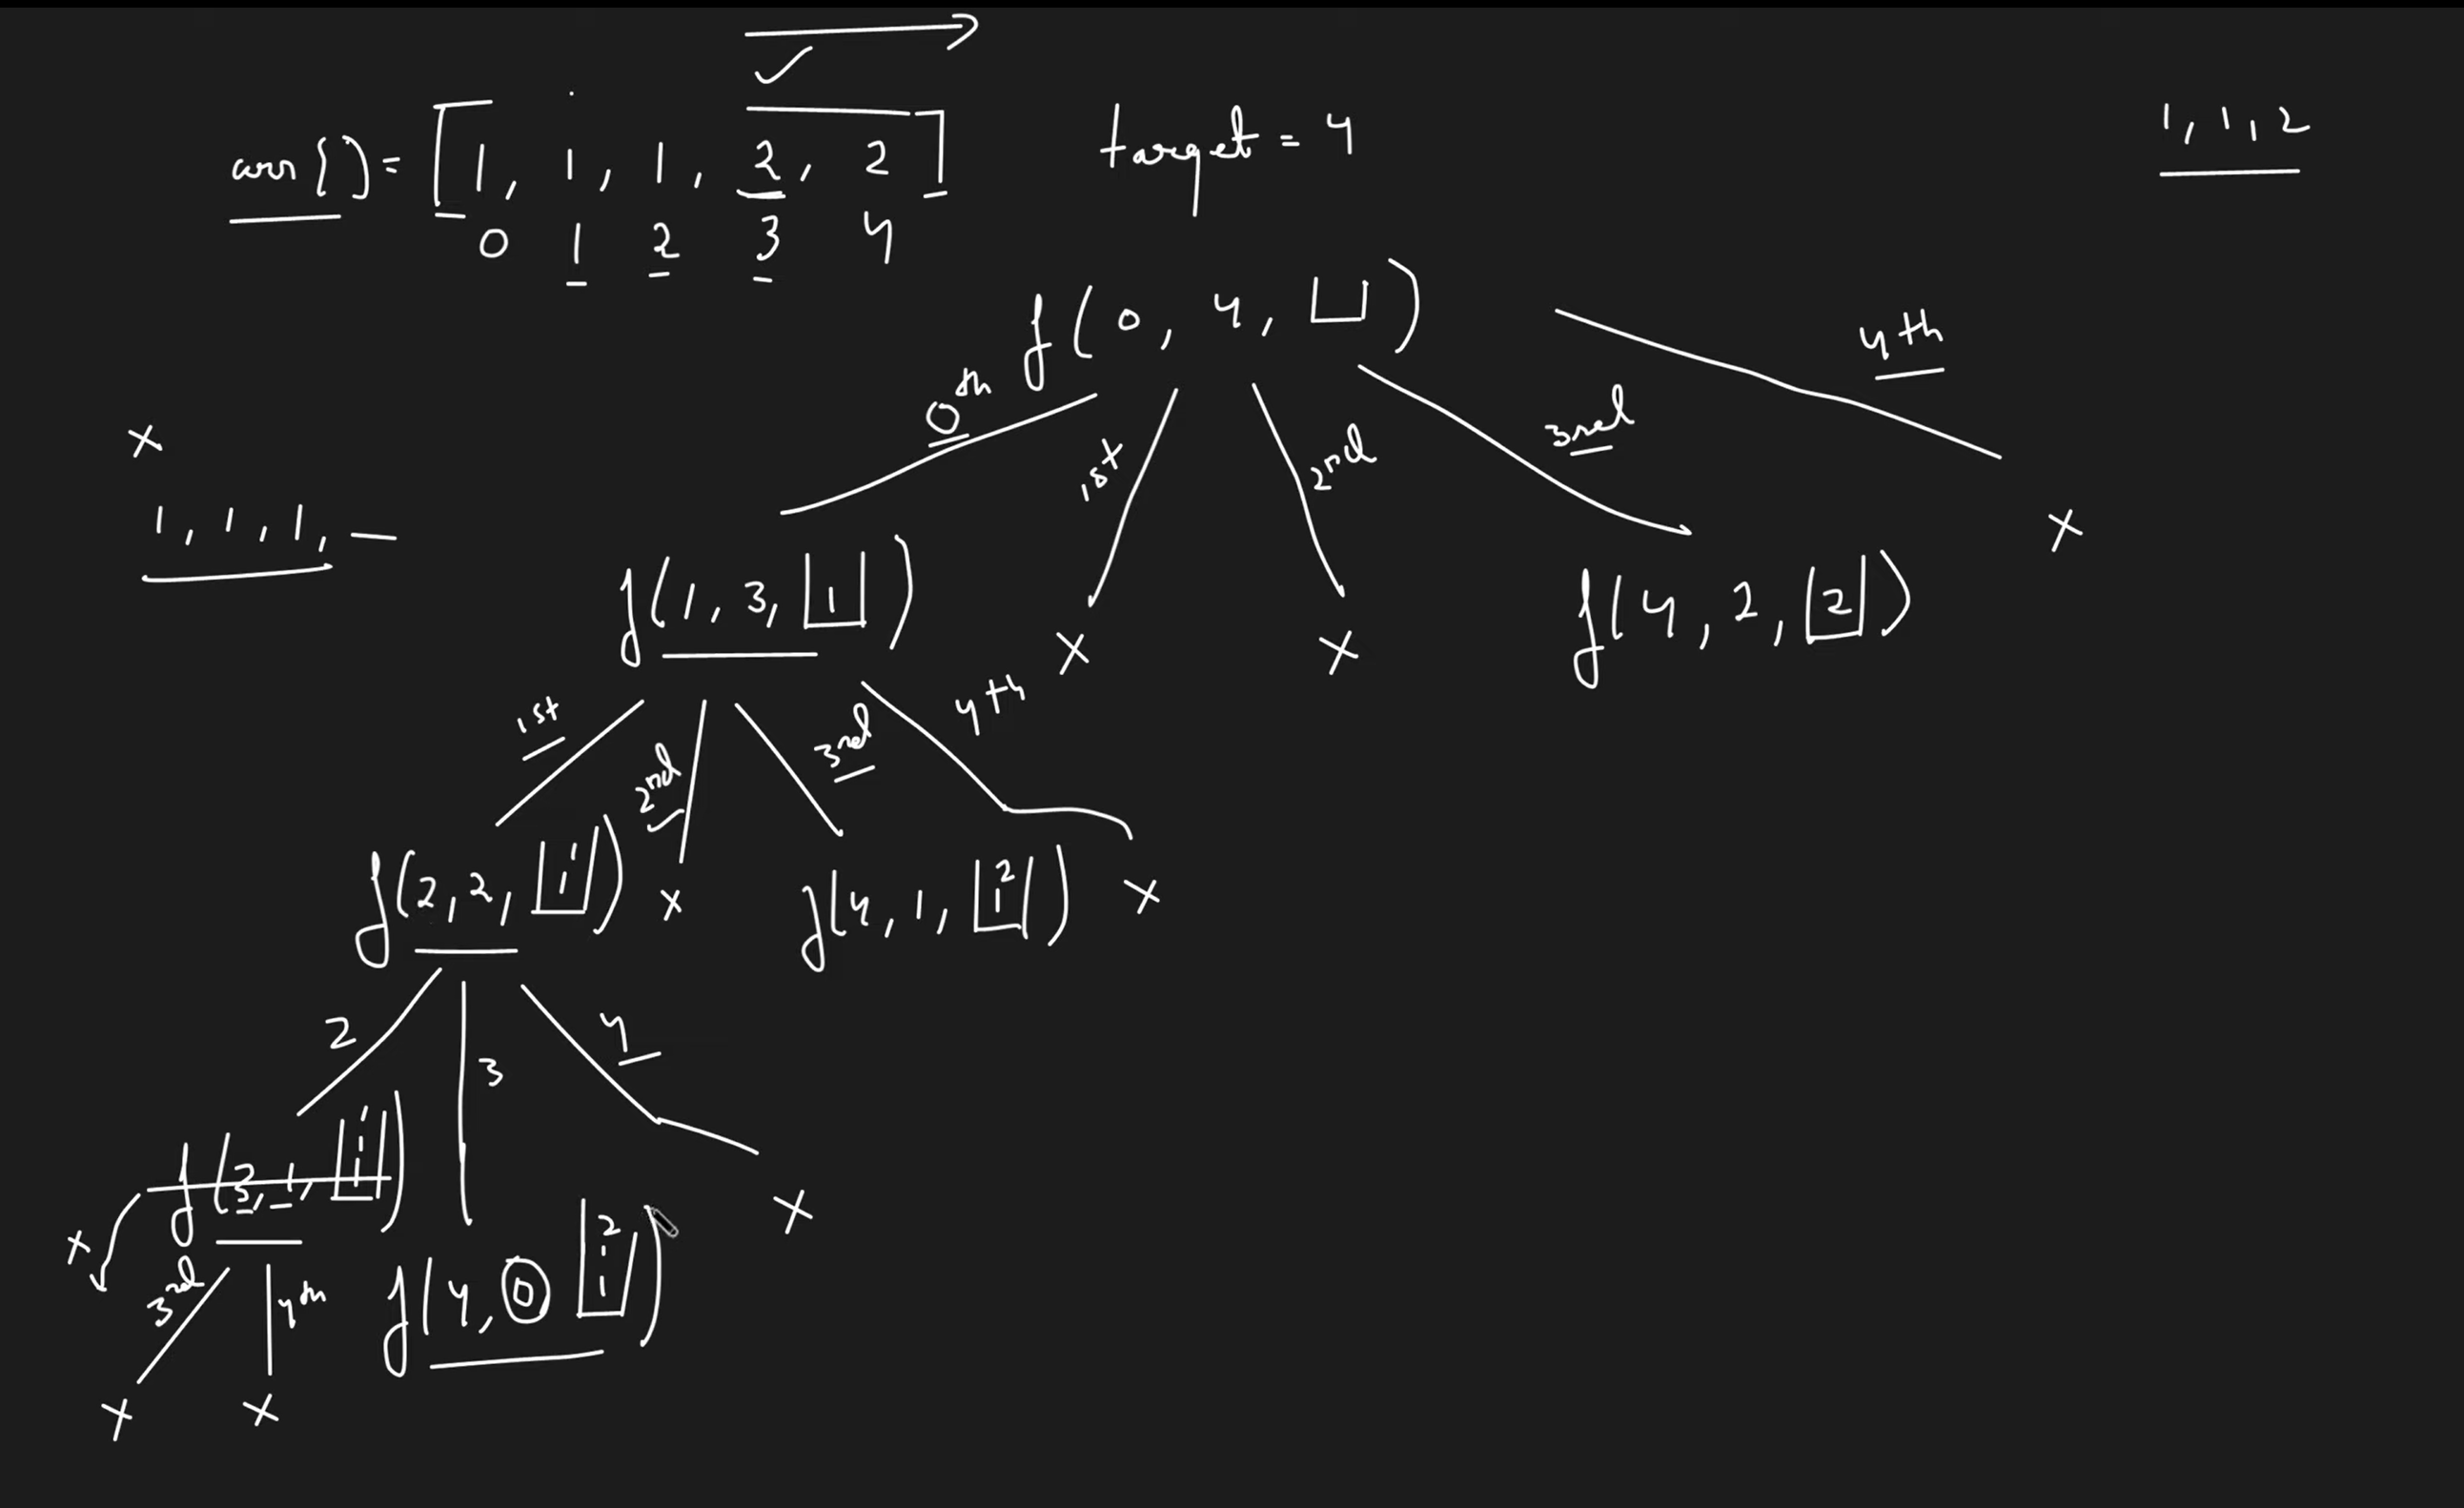 arr[] = [1, 1, 1, 2, 2] target = 4
1, 1, 2
0 1 2 3 4
f(0, 4, [])
0th 1st 2nd 3rd 4th
x
1, 1, 1, —
f(1, 3, [1]) x x f(4, 2, [2]) x
1st 2nd 3rd 4th
f(2, 2, [1 1]) x f(4, 1, [1 2]) x
2 3 4
f(3, 1, [1 1 1]) x
x
3rd 4th f(4, 0 [1 1 2])
x x